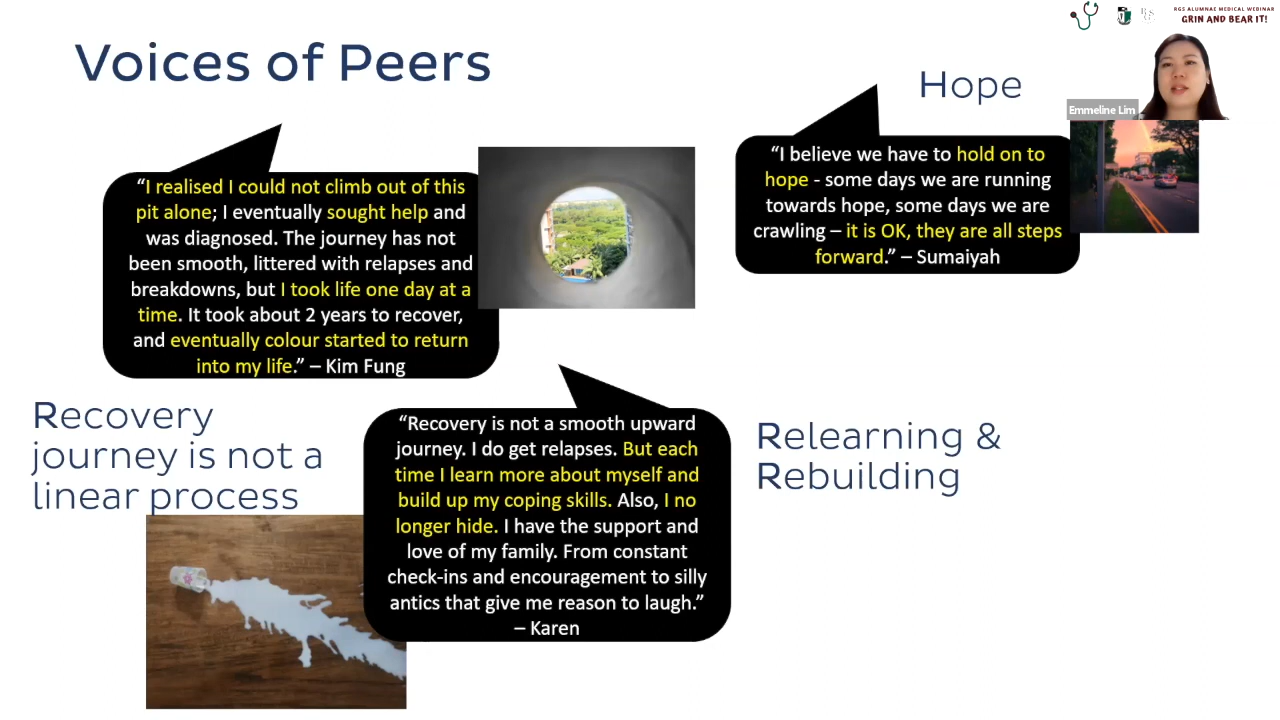 RGS ALUMNAE MEDICAL WEBINAR
GRIN AND BEAR IT!
Voices of Peers
Hope
Emmeline Lim
“I realised I could not climb out of this
pit alone; I eventually sought help and
was diagnosed. The journey has not
been smooth, littered with relapses and
breakdowns, but I took life one day at a
time. It took about 2 years to recover,
and eventually colour started to return
into my life.” – Kim Fung
“I believe we have to hold on to
hope - some days we are running
towards hope, some days we are
crawling – it is OK, they are all steps
forward.” – Sumaiyah
Recovery
journey is not a
linear process
“Recovery is not a smooth upward
journey. I do get relapses. But each
time I learn more about myself and
build up my coping skills. Also, I no
longer hide. I have the support and
love of my family. From constant
check-ins and encouragement to silly
antics that give me reason to laugh.”
– Karen
Relearning &
Rebuilding